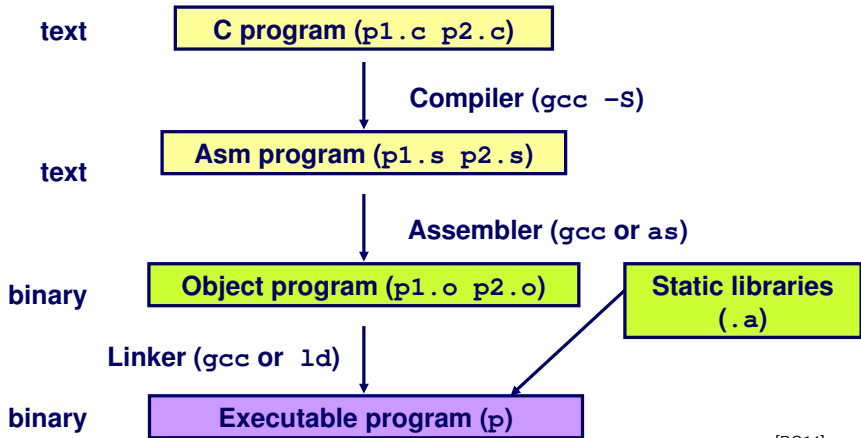 text
C program (p1.c p2.c)
Compiler (gcc –S)
text
Asm program (p1.s p2.s)
Assembler (gcc or as)
binary
Object program (p1.o p2.o)
Static libraries
(.a)
Linker (gcc or ld)
binary
Executable program (p)